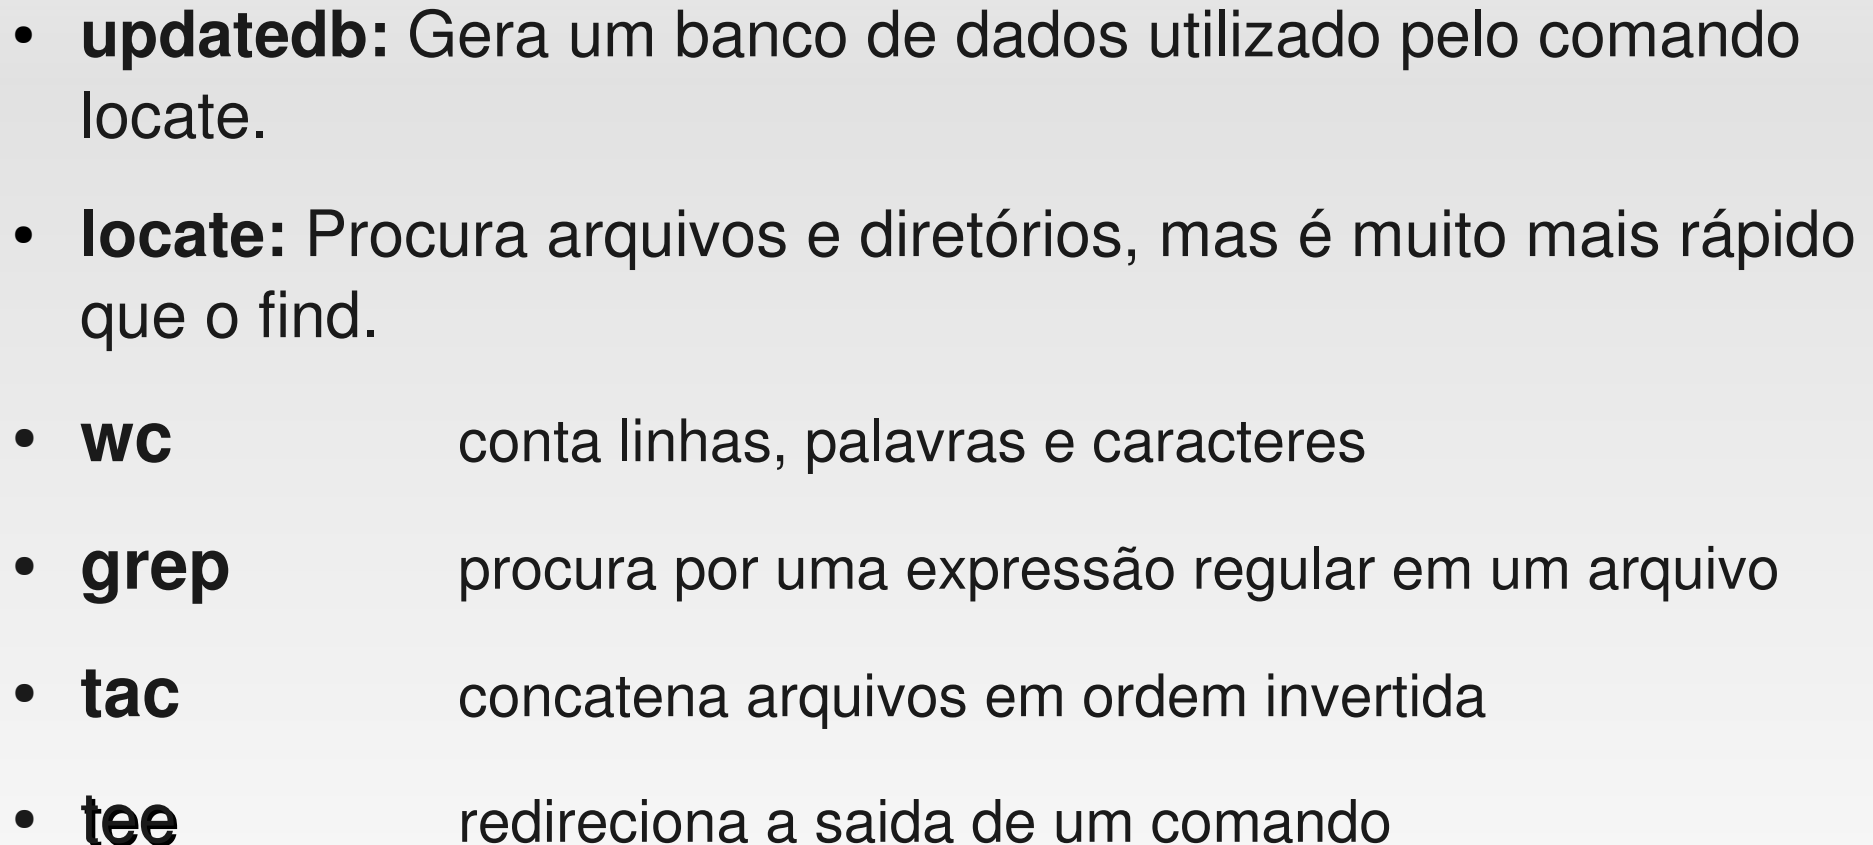 • updatedb: Gera um banco de dados utilizado pelo comando
locate.
• locate: Procura arquivos e diretórios, mas é muito mais rápido
que o find.
• wc conta linhas, palavras e caracteres
• grep procura por uma expressão regular em um arquivo
• tac concatena arquivos em ordem invertida
• tee redireciona a saida de um comando